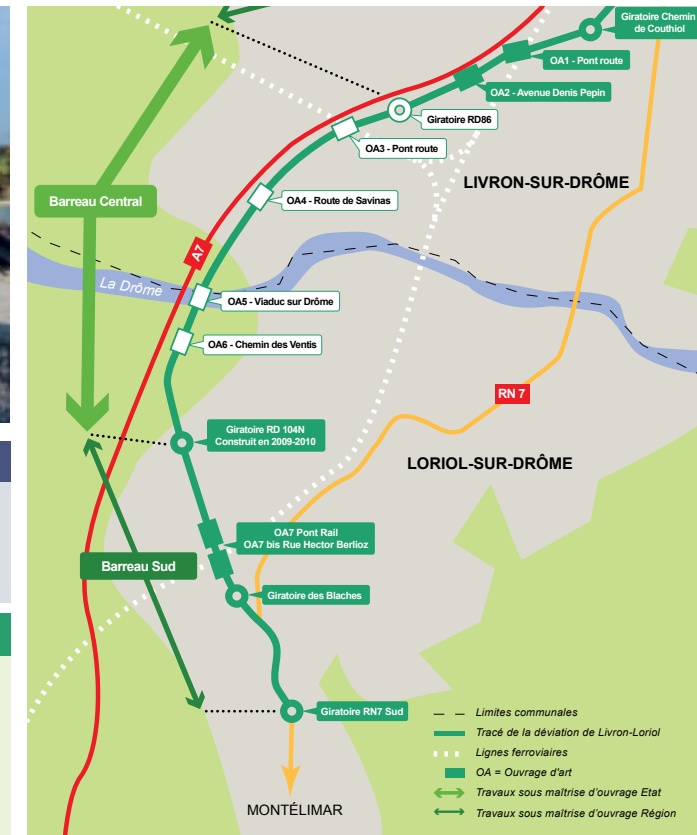 Giratoire Chemin
de Couthiol
OA1 - Pont route
OA2 - Avenue Denis Pepin
Giratoire RD86
OA3 - Pont route
LIVRON-SUR-DRÔME
OA4 - Route de Savinas
Barreau Central
A7
La Drôme
OA5 - Viaduc sur Drôme
OA6 - Chemin des Ventis
RN 7
Giratoire RD 104N
Construit en 2009-2010
LORIOL-SUR-DRÔME
OA7 Pont Rail
OA7 bis Rue Hector Berlioz
Barreau Sud
Giratoire des Blaches
Giratoire RN7 Sud
MONTÉLIMAR
Limites communales
Tracé de la déviation de Livron-Loriol
Lignes ferroviaires
OA = Ouvrage d'art
Travaux sous maîtrise d'ouvrage Etat
Travaux sous maîtrise d'ouvrage Région